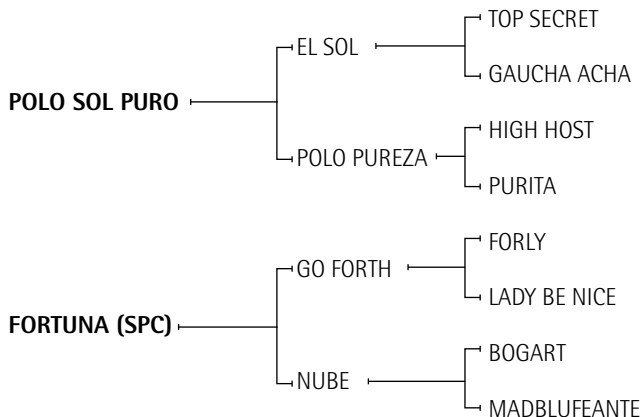 TOP SECRET
EL SOL
GAUCHA ACHA
POLO SOL PURO
HIGH HOST
POLO PUREZA
PURITA
FORLY
GO FORTH
LADY BE NICE
FORTUNA (SPC)
BOGART
NUBE
MADBLUFEANTE